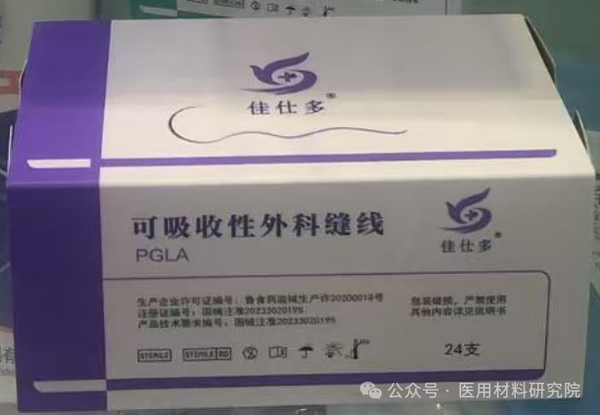 佳仕多®
可吸收性外科缝线
佳仕多
PGLA
生产企业许可证编号：鲁食药监械生产许20200018号
注册证编号：国械注准20233020195
产品技术要求编号：国械注准20233020195
包装破损，严禁使用
其他内容详见说明书
STERILE
STERILE EO
24支
公众号·医用材料研究院